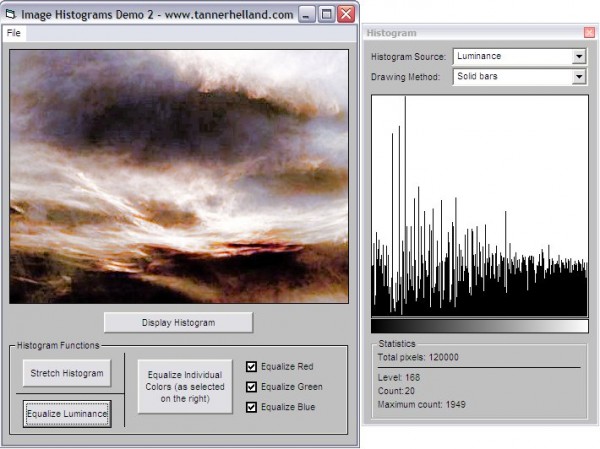 Image Histograms Demo 2 - www.tannerhelland.com
File
Display Histogram
Histogram Functions
Stretch Histogram
Equalize Luminance
Equalize Individual
Colors (as selected
on the right)
Equalize Red
Equalize Green
Equalize Blue
Histogram
Histogram Source: Luminance
Drawing Method: Solid bars
Statistics
Total pixels: 120000
Level: 168
Count:20
Maximum count: 1949